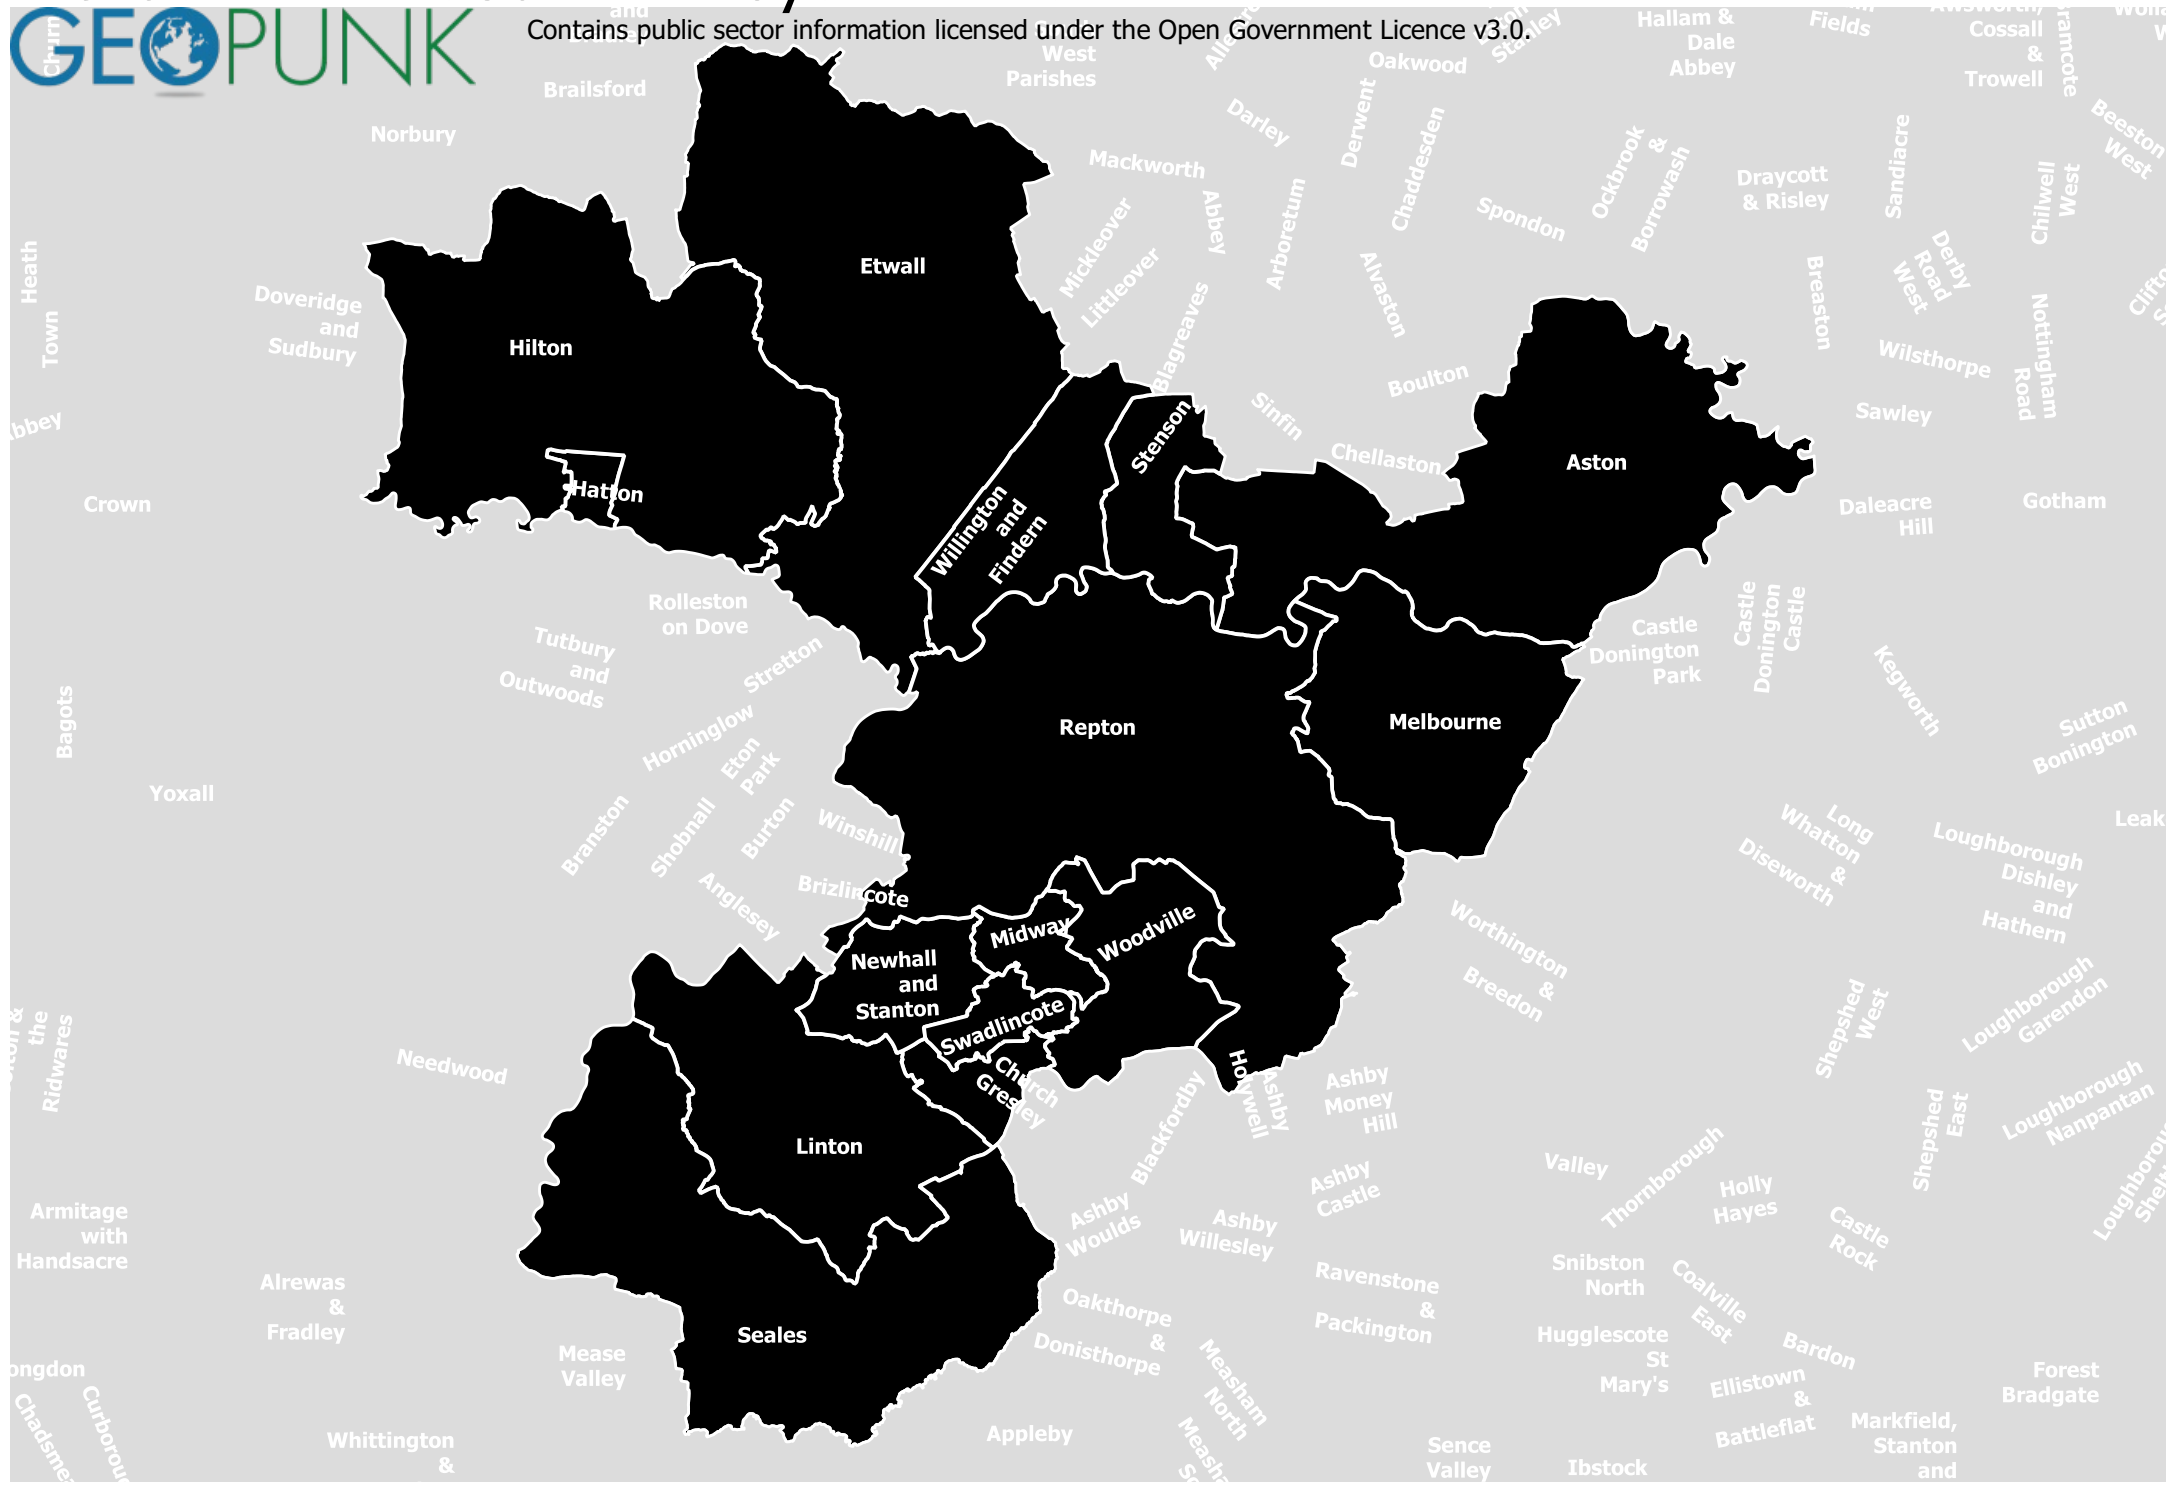 GEOPUNK
Contains public sector information licensed under the Open Government Licence v3.0.
and
West
Parishes
Oakwood
Stanley
Hallam &
Dale
Abbey
Fields
Cossall
&
Trowell
Bramcote
Brailsford
Norbury
Darley
Derwent
Chaddesden
Mackworth
Abbey
Arboretum
Mickleover
Littleover
Blagreaves
Alvaston
Spondon
Ockbrook
&
Borrowash
Draycott
& Risley
Sandiacre
Chilwell
West
Beeston
West
Derby
Road
West
Breaston
Nottingham
Road
Wilsthorpe
Sawley
Heath
Town
Doveridge
and
Sudbury
Etwall
Hilton
Hatton
Boulton
Sinfin
Chellaston
Aston
Stenson
Willington
and
Findern
Crown
Daleacre
Hill
Gotham
Rolleston
on Dove
Tutbury
and
Outwoods
Stretton
Castle
Donington
Park
Castle
Donington
Castle
Kegworth
Sutton
Bonington
Bagots
Yoxall
Horninglow
Eton
Park
Repton
Melbourne
Branston
Shobnall
Burton
Winshill
Brizlincote
Anglesey
Long
Whatton
&
Diseworth
Loughborough
Dishley
and
Hathern
Leak
Midway
Woodville
Newhall
and
Stanton
Swadlincote
Church
Gresley
Worthington
&
Breedon
Shepshed
West
Loughborough
Garendon
the
Ridwares
Needwood
Linton
Holywell
Ashby
Blackfordby
Ashby
Money
Hill
Shepshed
East
Loughborough
Nanpantan
Armitage
with
Handsacre
Ashby
Woulds
Ashby
Willesley
Ashby
Castle
Valley
Thornborough
Holly
Hayes
Castle
Rock
Alrewas
&
Fradley
Seales
Oakthorpe
&
Donisthorpe
Ravenstone
&
Packington
Snibston
North
Coalville
East
Hugglescote
St
Mary's
Bardon
Mease
Valley
Measham
North
Ellistown
&
Battleflat
Forest
Bradgate
Whittington
&
Appleby
Sence
Valley
Ibstock
Markfield,
Stanton
and